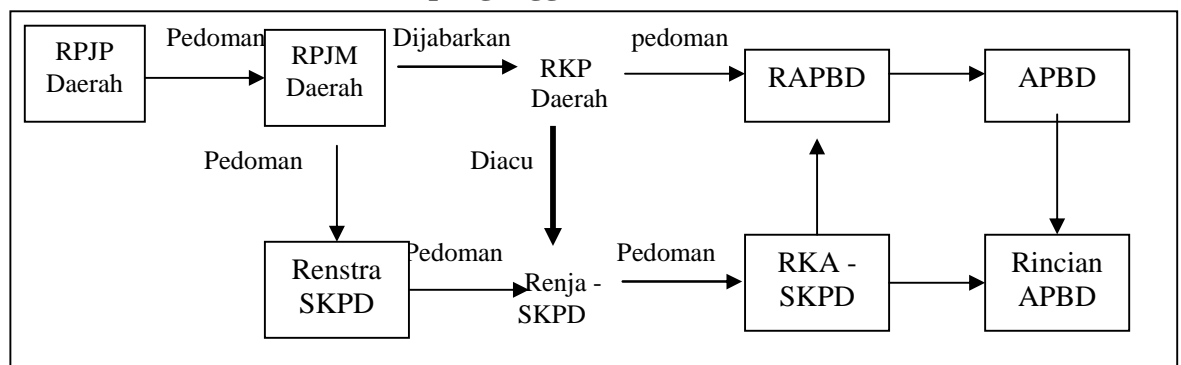 RPJP
Daerah
Pedoman
RPJM
Daerah
Dijabarkan
RKP
Daerah
pedoman
RAPBD
APBD
Pedoman
Diacu
Renstra
SKPD
Pedoman
Renja -
SKPD
Pedoman
RKA -
SKPD
Rincian
APBD